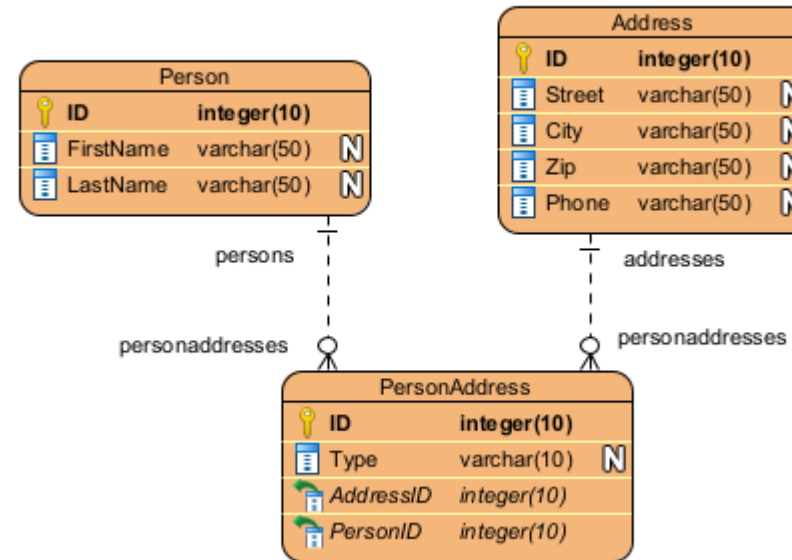 Person
ID integer(10)
FirstName varchar(50) N
LastName varchar(50) N
Address
ID integer(10)
Street varchar(50) N
City varchar(50) N
Zip varchar(50) N
Phone varchar(50) N
persons
addresses
personaddresses
personaddresses
PersonAddress
ID integer(10)
Type varchar(10) N
AddressID integer(10)
PersonID integer(10)